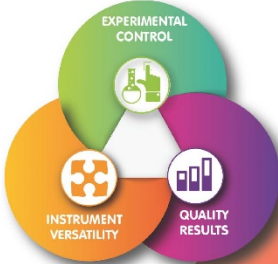 EXPERIMENTAL
CONTROL
INSTRUMENT
VERSATILITY
QUALITY
RESULTS